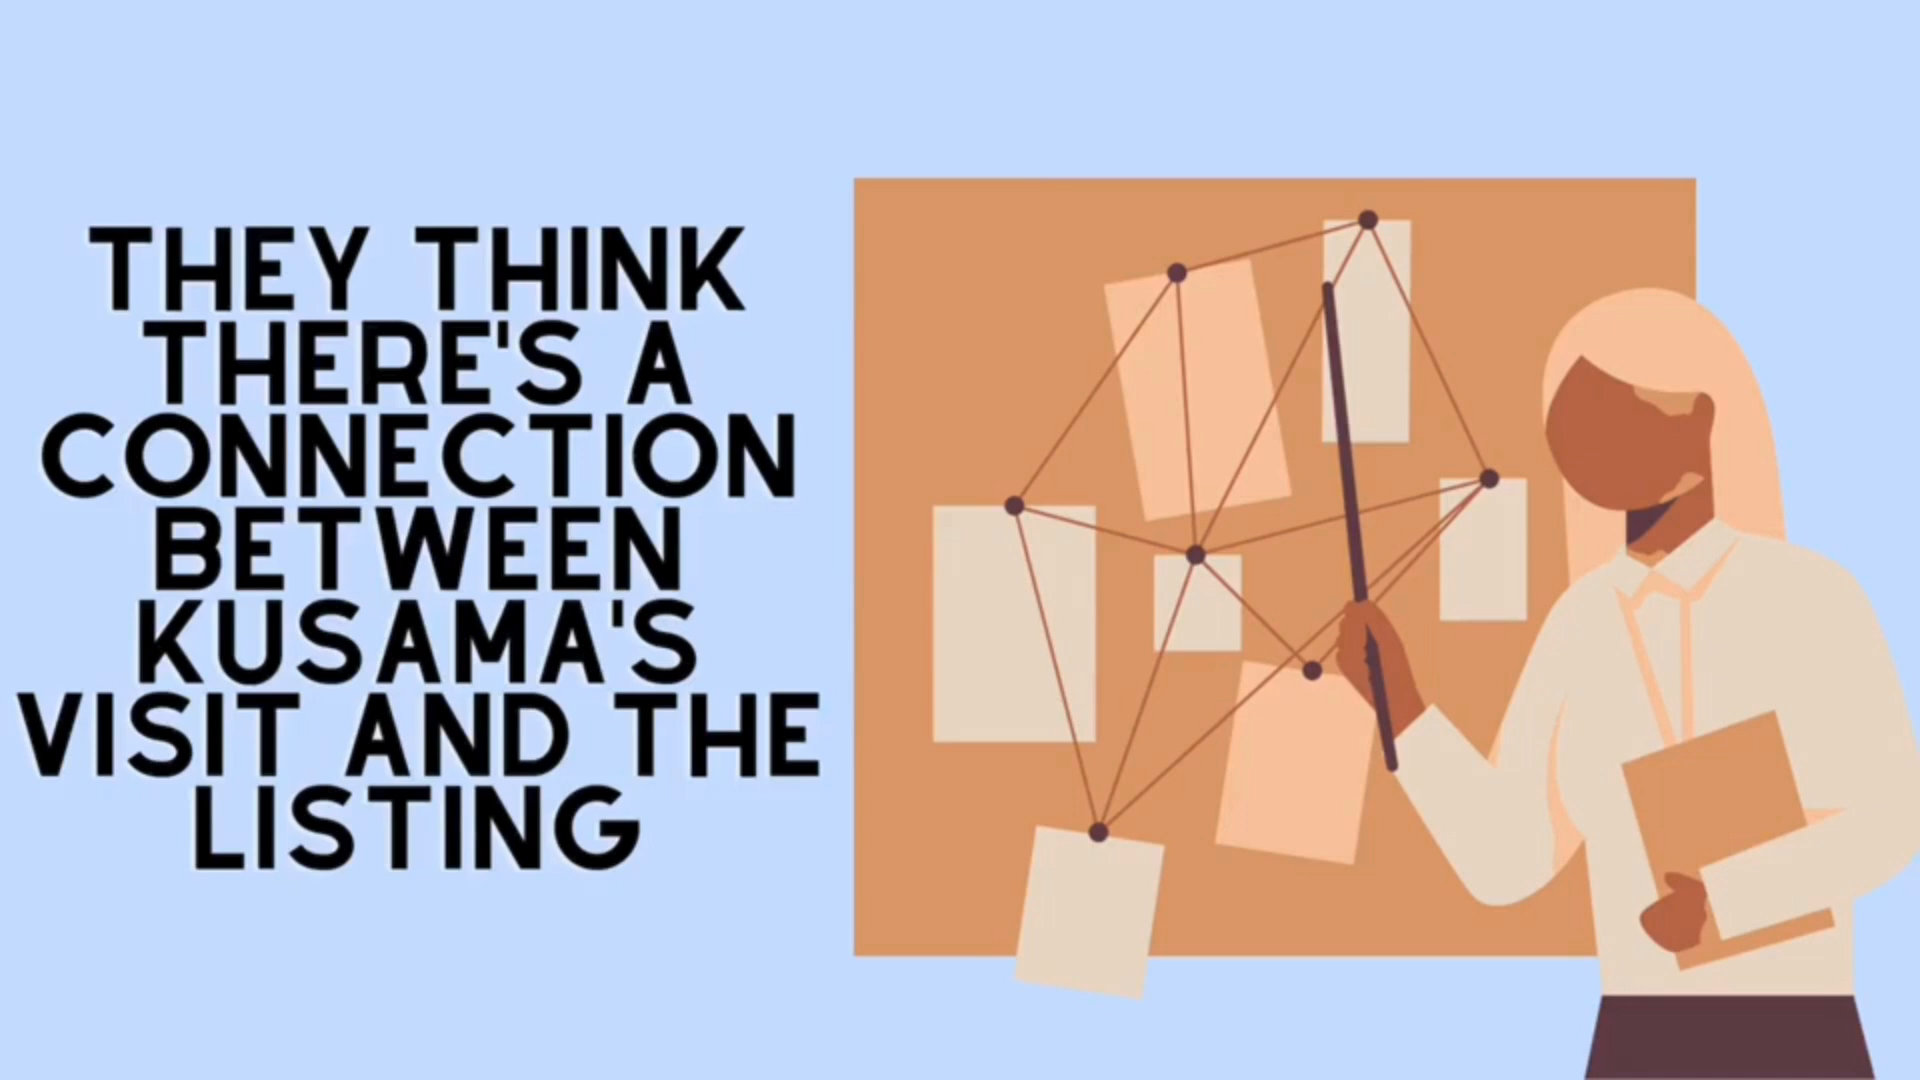 THEY THINK
THERE'S A
CONNECTION
BETWEEN
KUSAMA'S
VISIT AND THE
LISTING